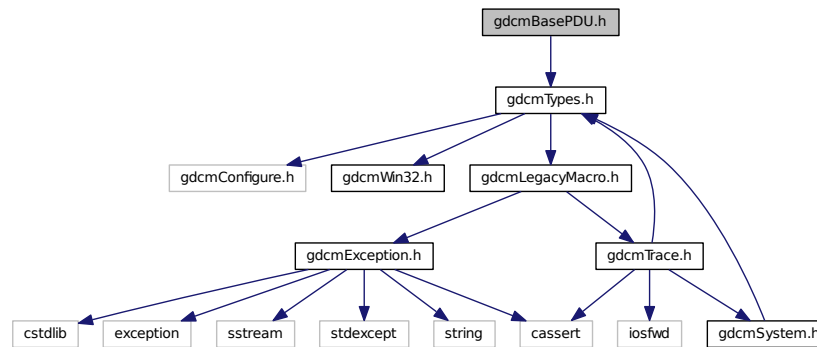 gdcmBasePDU.h
gdcmTypes.h
gdcmConfigure.h
gdcmWin32.h
gdcmLegacyMacro.h
gdcmException.h
gdcmTrace.h
cstdlib
exception
sstream
stdexcept
string
cassert
iosfwd
gdcmSystem.h